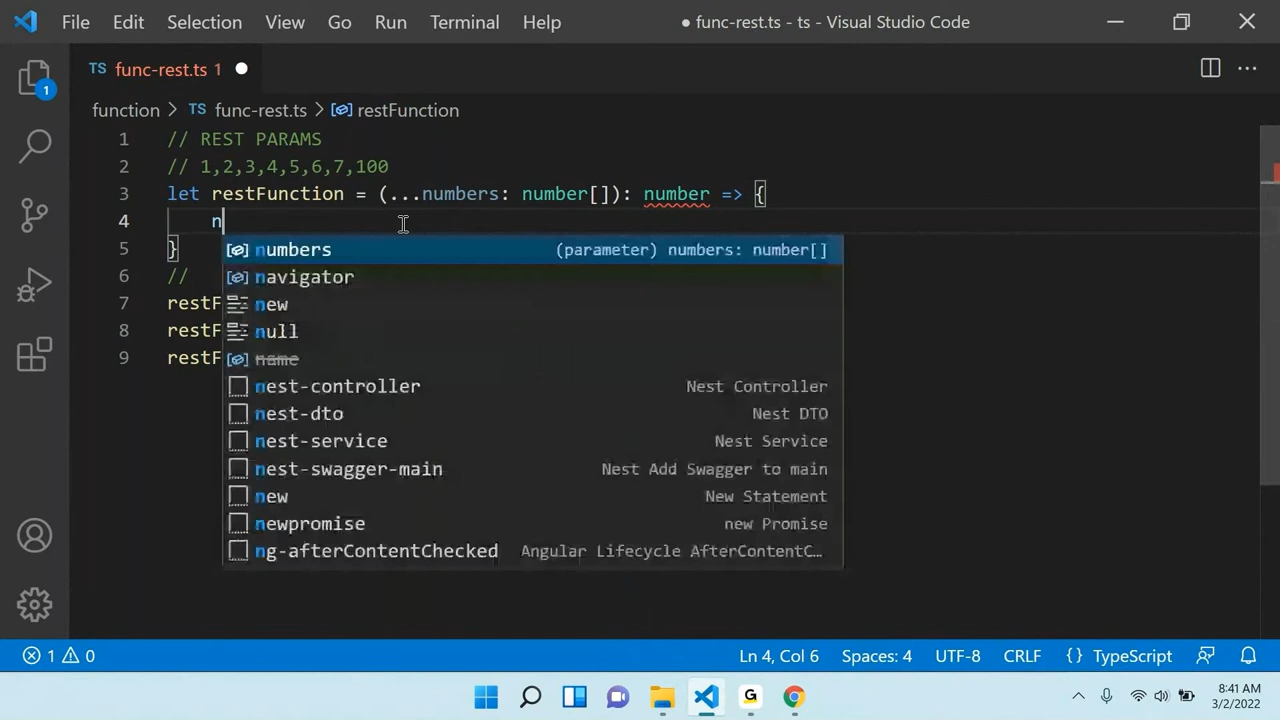 File Edit Selection View Go Run Terminal Help ● func-rest.ts - ts - Visual Studio Code
TS func-rest.ts 1 ●
function > TS func-rest.ts > restFunction
1 // REST PARAMS
2 // 1,2,3,4,5,6,7,100
3 let restFunction = (...numbers: number[]): number => {
4 n
5 }
numbers (parameter) numbers: number[]
6 //
navigator
7 restF
new
8 restF
null
9 restF
name
nest-controller Nest Controller
nest-dto Nest DTO
nest-service Nest Service
nest-swagger-main Nest Add Swagger to main
new New Statement
newpromise new Promise
ng-afterContentChecked Angular Lifecycle AfterContentC…
1
1 0 Ln 4, Col 6 Spaces: 4 UTF-8 CRLF {} TypeScript
G
8:41 AM
3/2/2022